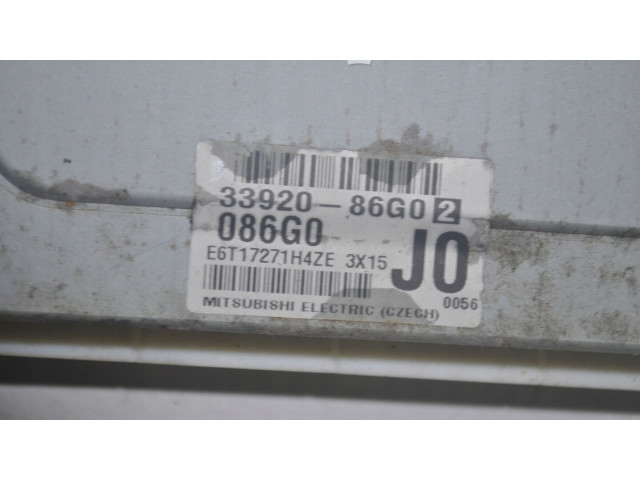 33920-86G0 2
086G0
E6T17271H4ZE 3X15 J0
0056
MITSUBISHI ELECTRIC (CZECH)